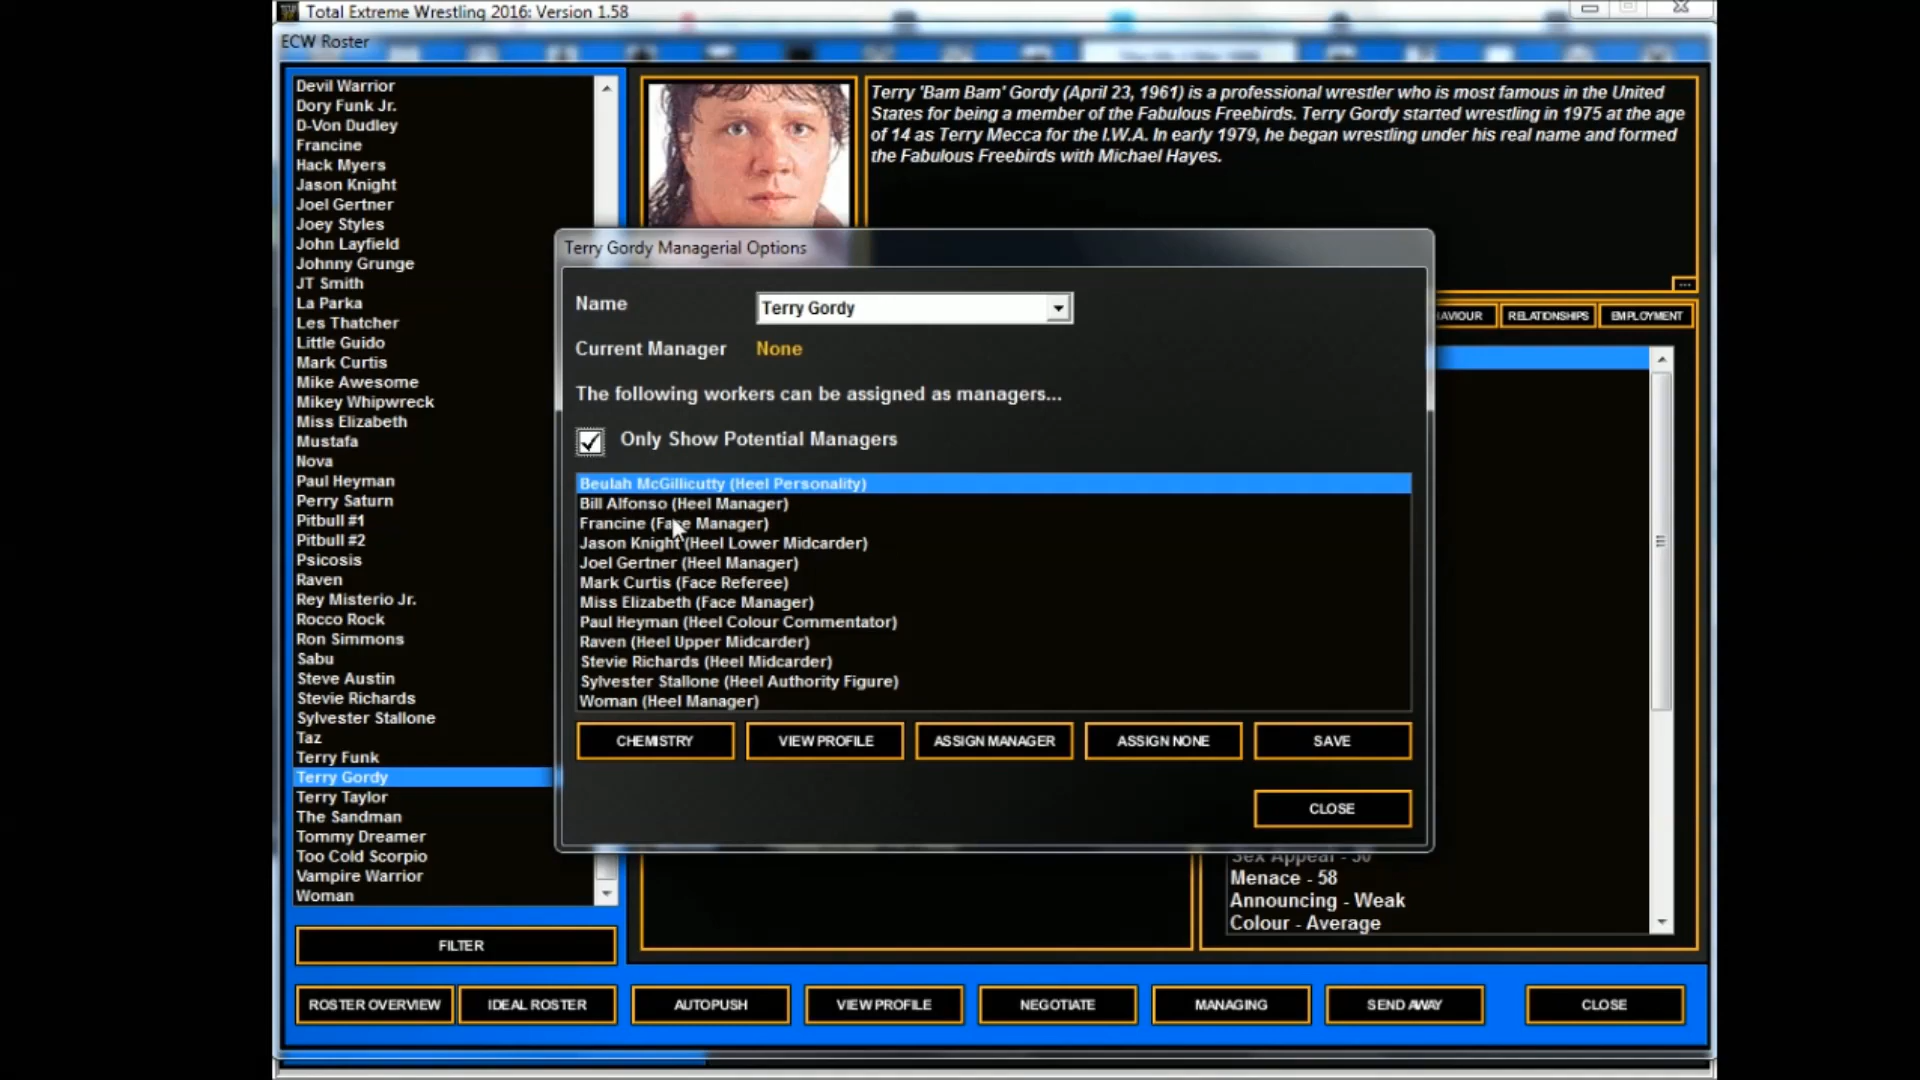 Total Extreme Wrestling 2016: Version 1.58
ECW Roster
Devil Warrior
Dory Funk Jr.
D-Von Dudley
Francine
Hack Myers
Jason Knight
Joel Gertner
Joey Styles
John Layfield
Johnny Grunge
JT Smith
La Parka
Les Thatcher
Little Guido
Mark Curtis
Mike Awesome
Mikey Whipwreck
Miss Elizabeth
Mustafa
Nova
Paul Heyman
Perry Saturn
Pitbull #1
Pitbull #2
Psicosis
Raven
Rey Misterio Jr.
Rocco Rock
Ron Simmons
Sabu
Steve Austin
Stevie Richards
Sylvester Stallone
Taz
Terry Funk
Terry Gordy
Terry Taylor
The Sandman
Tommy Dreamer
Too Cold Scorpio
Vampire Warrior
Woman
FILTER
Terry 'Bam Bam' Gordy (April 23, 1961) is a professional wrestler who is most famous in the United
States for being a member of the Fabulous Freebirds. Terry Gordy started wrestling in 1975 at the age
of 14 as Terry Mecca for the I.W.A. In early 1979, he began wrestling under his real name and formed
the Fabulous Freebirds with Michael Hayes.
...
AVIOUR
RELATIONSHIPS
EMPLOYMENT
Terry Gordy Managerial Options
Name
Terry Gordy
Current Manager
None
The following workers can be assigned as managers...
Only Show Potential Managers
Beulah McGillicutty (Heel Personality)
Bill Alfonso (Heel Manager)
Francine (Face Manager)
Jason Knight (Heel Lower Midcarder)
Joel Gertner (Heel Manager)
Mark Curtis (Face Referee)
Miss Elizabeth (Face Manager)
Paul Heyman (Heel Colour Commentator)
Raven (Heel Upper Midcarder)
Stevie Richards (Heel Midcarder)
Sylvester Stallone (Heel Authority Figure)
Woman (Heel Manager)
CHEMISTRY
VIEW PROFILE
ASSIGN MANAGER
ASSIGN NONE
SAVE
CLOSE
Sex Appeal - 30
Menace - 58
Announcing - Weak
Colour - Average
ROSTER OVERVIEW
IDEAL ROSTER
AUTOPUSH
VIEW PROFILE
NEGOTIATE
MANAGING
SEND AWAY
CLOSE